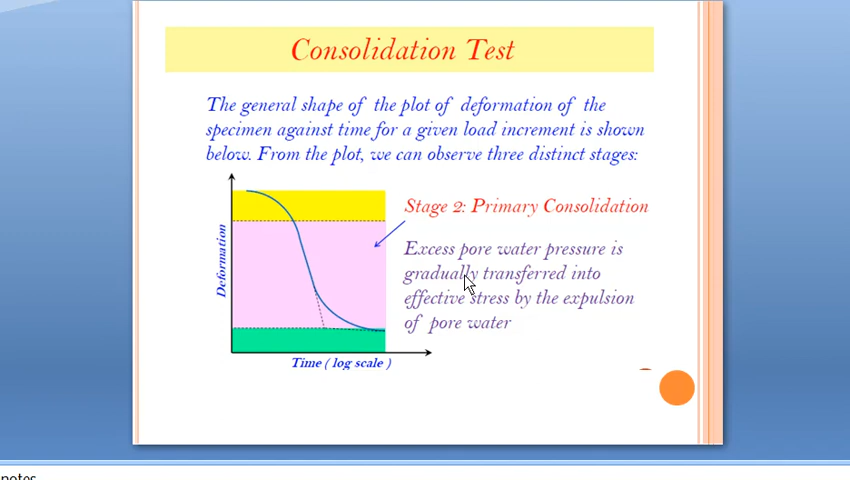 Consolidation Test
The general shape of the plot of deformation of the
specimen against time for a given load increment is shown
below. From the plot, we can observe three distinct stages:
Stage 2: Primary Consolidation
Excess pore water pressure is
gradually transferred into
effective stress by the expulsion
of pore water
Deformation
Time ( log scale )
notes